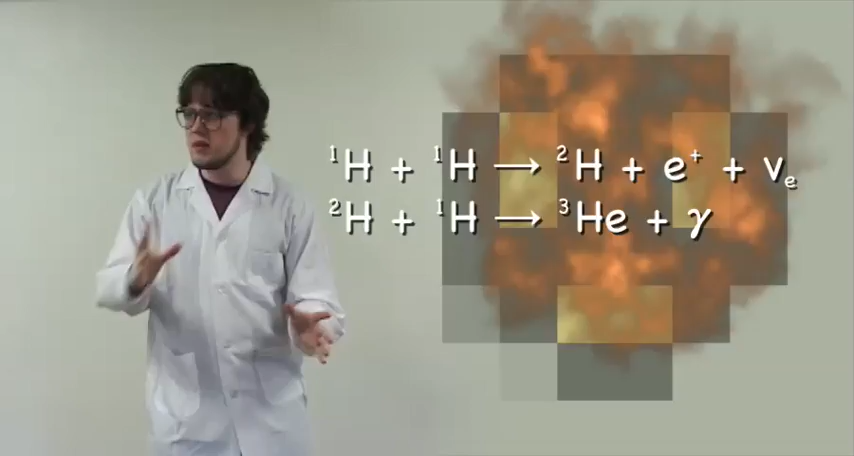 ¹H + ¹H → ²H + e⁺ + νₑ
²H + ¹H → ³He + γ